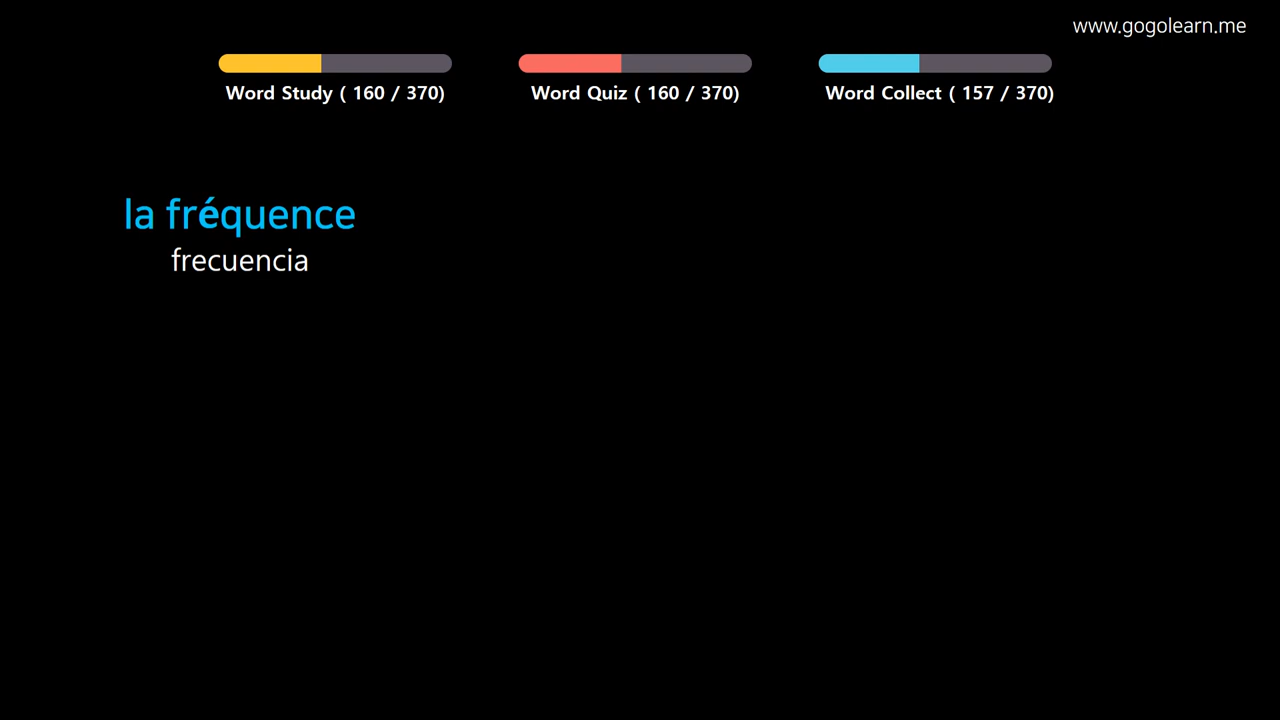 www.gogolearn.me
Word Study ( 160 / 370)
Word Quiz ( 160 / 370)
Word Collect ( 157 / 370)
la fréquence
frecuencia